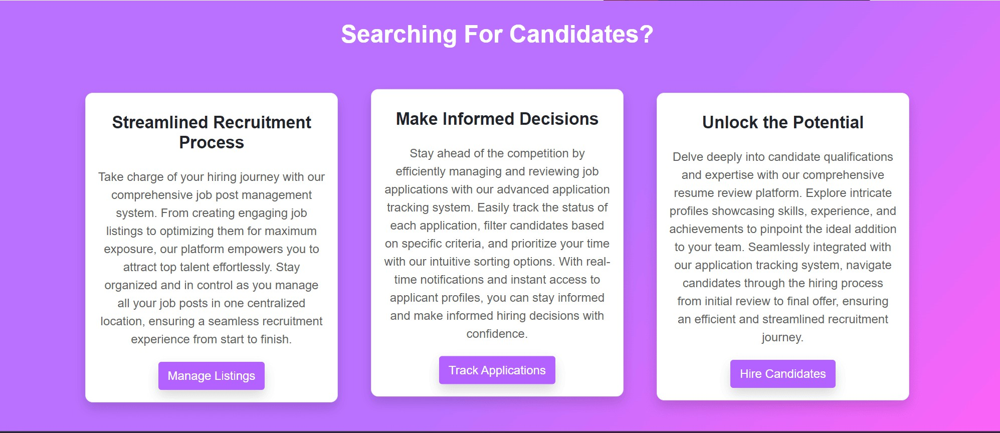 Searching For Candidates?
Streamlined Recruitment
Process
Take charge of your hiring journey with our
comprehensive job post management
system. From creating engaging job
listings to optimizing them for maximum
exposure, our platform empowers you to
attract top talent effortlessly. Stay
organized and in control as you manage
all your job posts in one centralized
location, ensuring a seamless recruitment
experience from start to finish.
Manage Listings
Make Informed Decisions
Stay ahead of the competition by
efficiently managing and reviewing job
applications with our advanced application
tracking system. Easily track the status of
each application, filter candidates based
on specific criteria, and prioritize your time
with our intuitive sorting options. With real-
time notifications and instant access to
applicant profiles, you can stay informed
and make informed hiring decisions with
confidence.
Track Applications
Unlock the Potential
Delve deeply into candidate qualifications
and expertise with our comprehensive
resume review platform. Explore intricate
profiles showcasing skills, experience, and
achievements to pinpoint the ideal addition
to your team. Seamlessly integrated with
our application tracking system, navigate
candidates through the hiring process
from initial review to final offer, ensuring
an efficient and streamlined recruitment
journey.
Hire Candidates